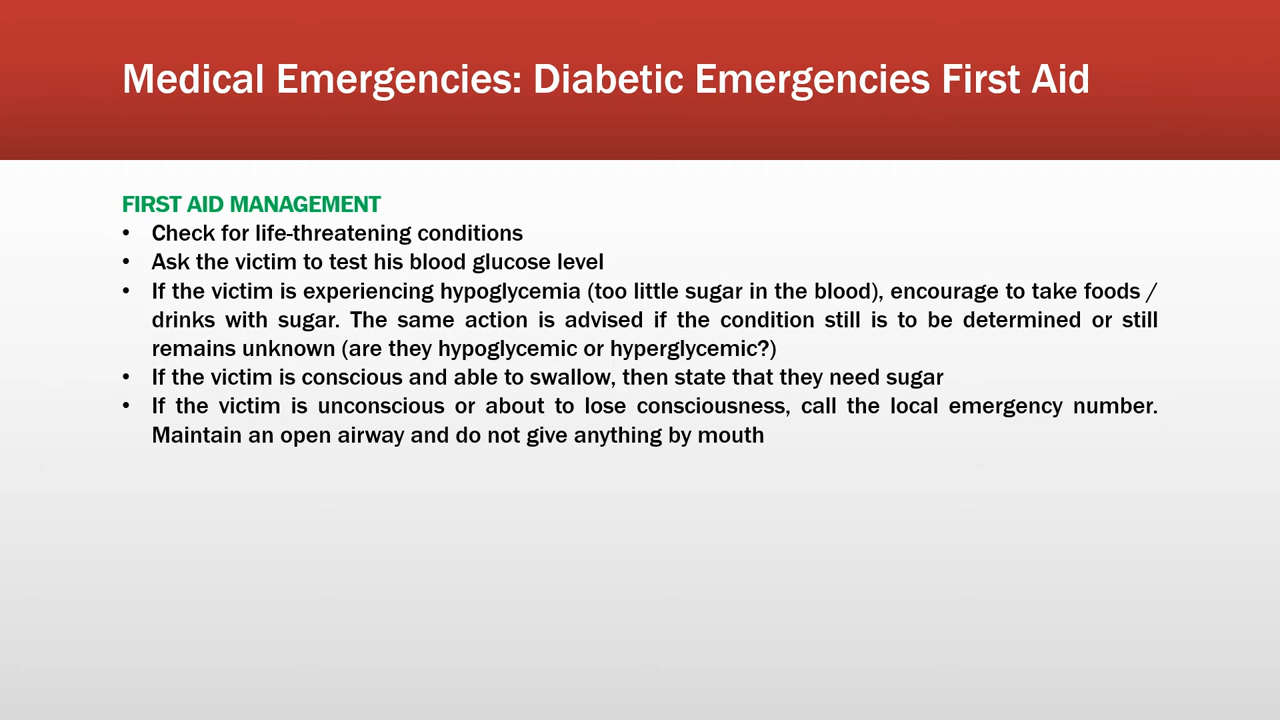 Medical Emergencies: Diabetic Emergencies First Aid
FIRST AID MANAGEMENT
• Check for life-threatening conditions
• Ask the victim to test his blood glucose level
• If the victim is experiencing hypoglycemia (too little sugar in the blood), encourage to take foods /
drinks with sugar. The same action is advised if the condition still is to be determined or still
remains unknown (are they hypoglycemic or hyperglycemic?)
• If the victim is conscious and able to swallow, then state that they need sugar
• If the victim is unconscious or about to lose consciousness, call the local emergency number.
Maintain an open airway and do not give anything by mouth